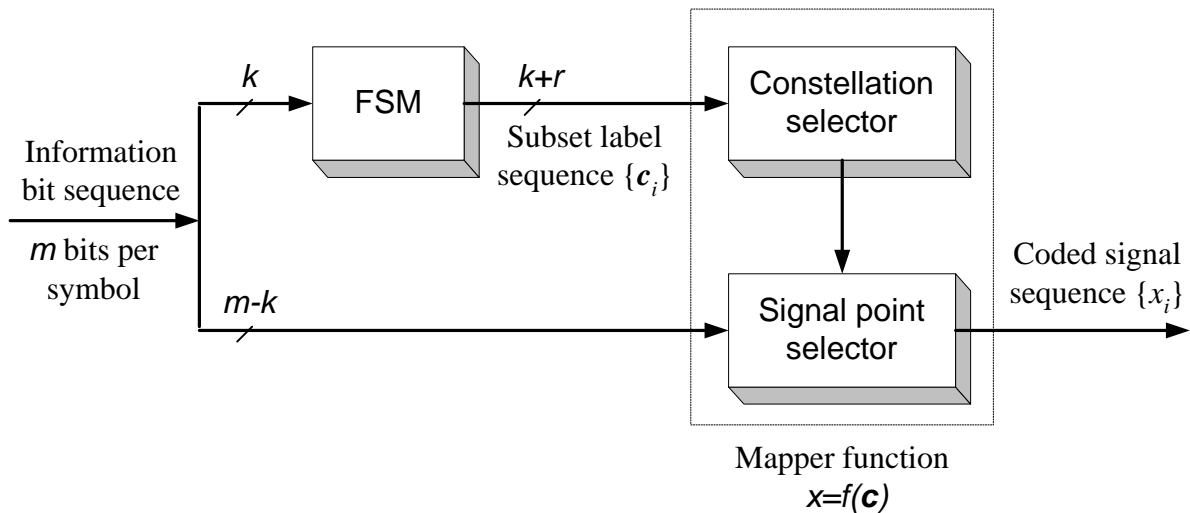 k
FSM
k+r
Constellation
selector
Information
bit sequence
Subset label
sequence {c_i}
m bits per
symbol
m-k
Signal point
selector
Coded signal
sequence {x_i}
Mapper function
x=f(c)